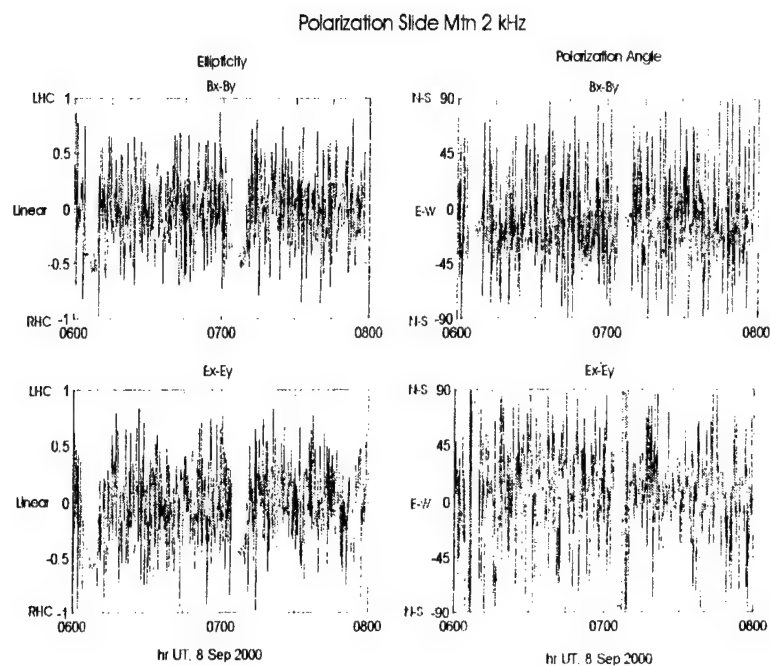 Polarization Slide Mtn 2 kHz
Ellipticity
Bx-By
Polarization Angle
Bx-By
LHC 1
0.5
Linear 0
-0.5
RHC -1
0600 0700 0800
N-S 90
45
E-W 0
-45
N-S -90
0600 0700 0800
Ex-Ey
LHC 1
0.5
Linear 0
-0.5
RHC -1
0600 0700 0800
hr UT, 8 Sep 2000
Ex-Ey
N-S 90
45
E-W 0
-45
N-S -90
0600 0700 0800
hr UT, 8 Sep 2000